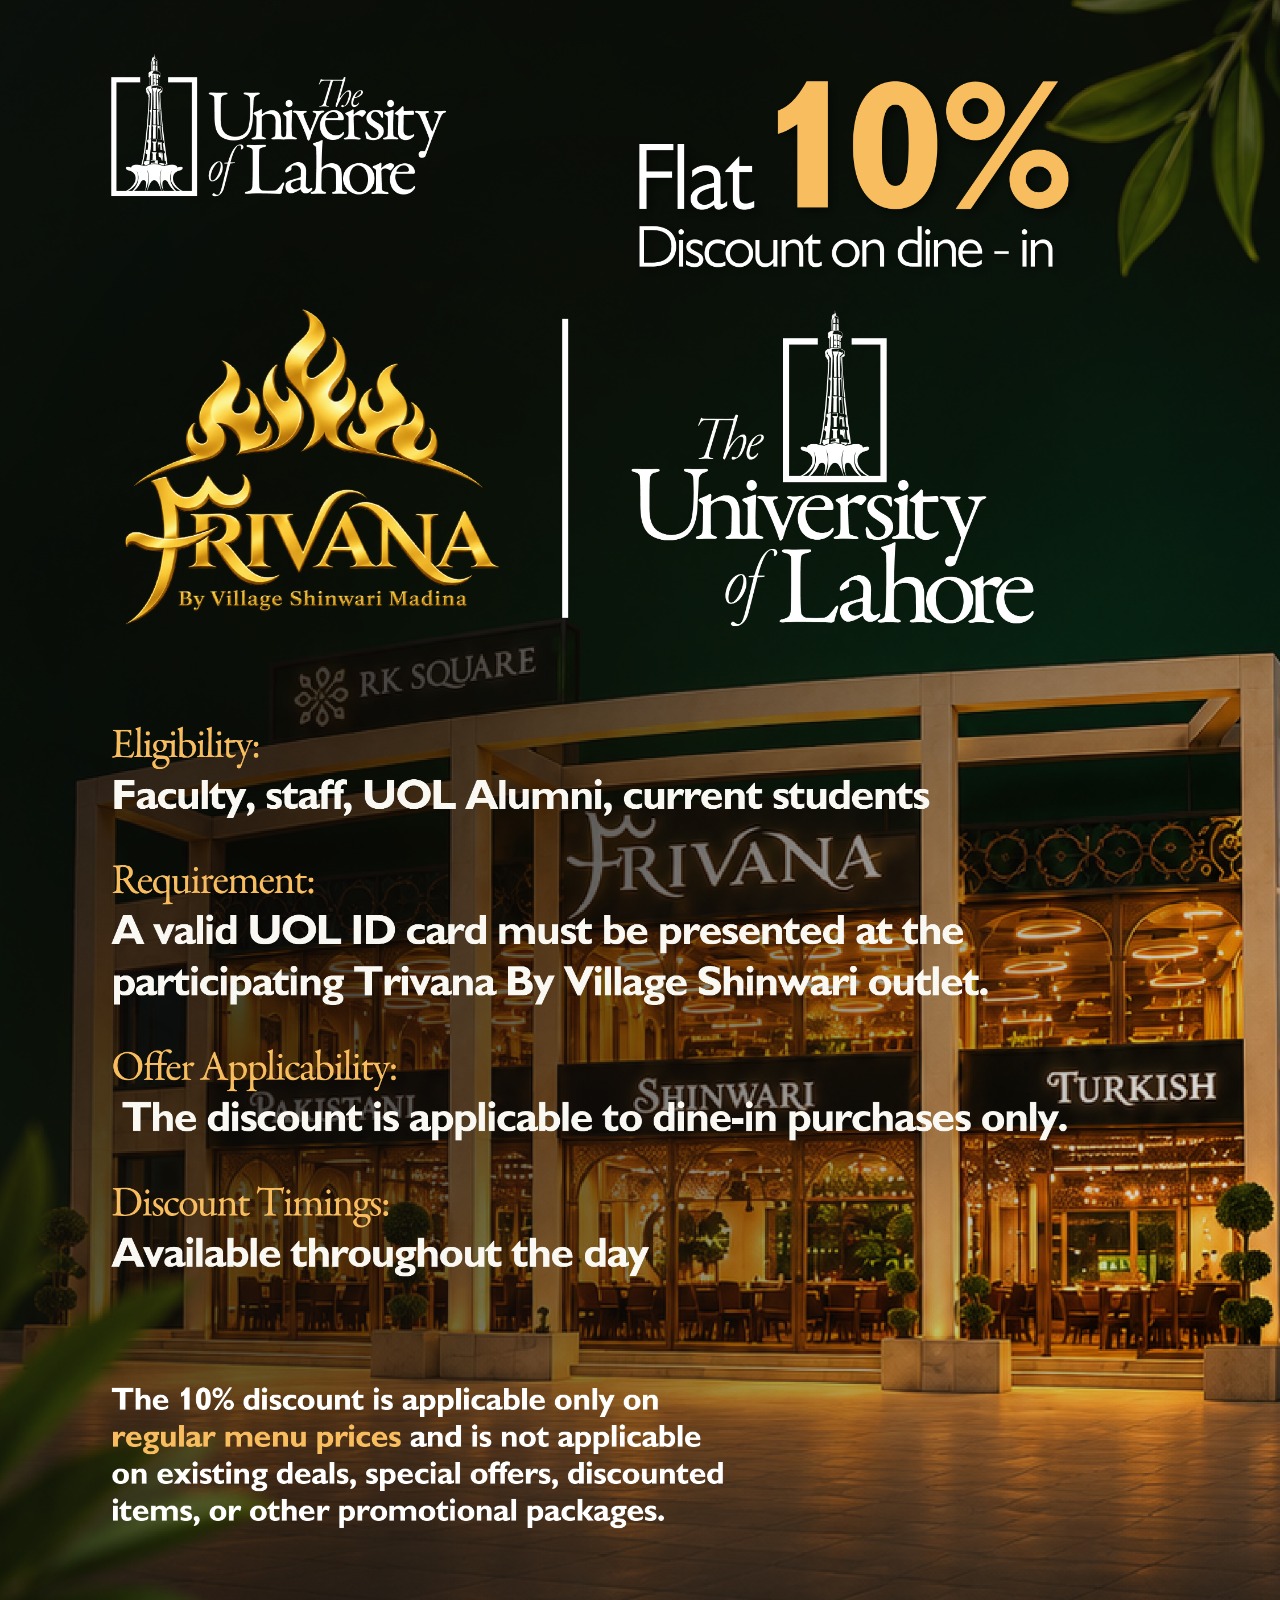 The
University
of Lahore
Flat 10%
Discount on dine - in
TRIVANA
By Village Shinwari Madina
The
University
of Lahore
RK SQUARE
Eligibility:
Faculty, staff, UOL Alumni, current students
TRIVANA
Requirement:
A valid UOL ID card must be presented at the
participating Trivana By Village Shinwari outlet.
Offer Applicability:
PAKISTANI
SHINWARI
TURKISH
The discount is applicable to dine-in purchases only.
Discount Timings:
Available throughout the day
The 10% discount is applicable only on
regular menu prices and is not applicable
on existing deals, special offers, discounted
items, or other promotional packages.